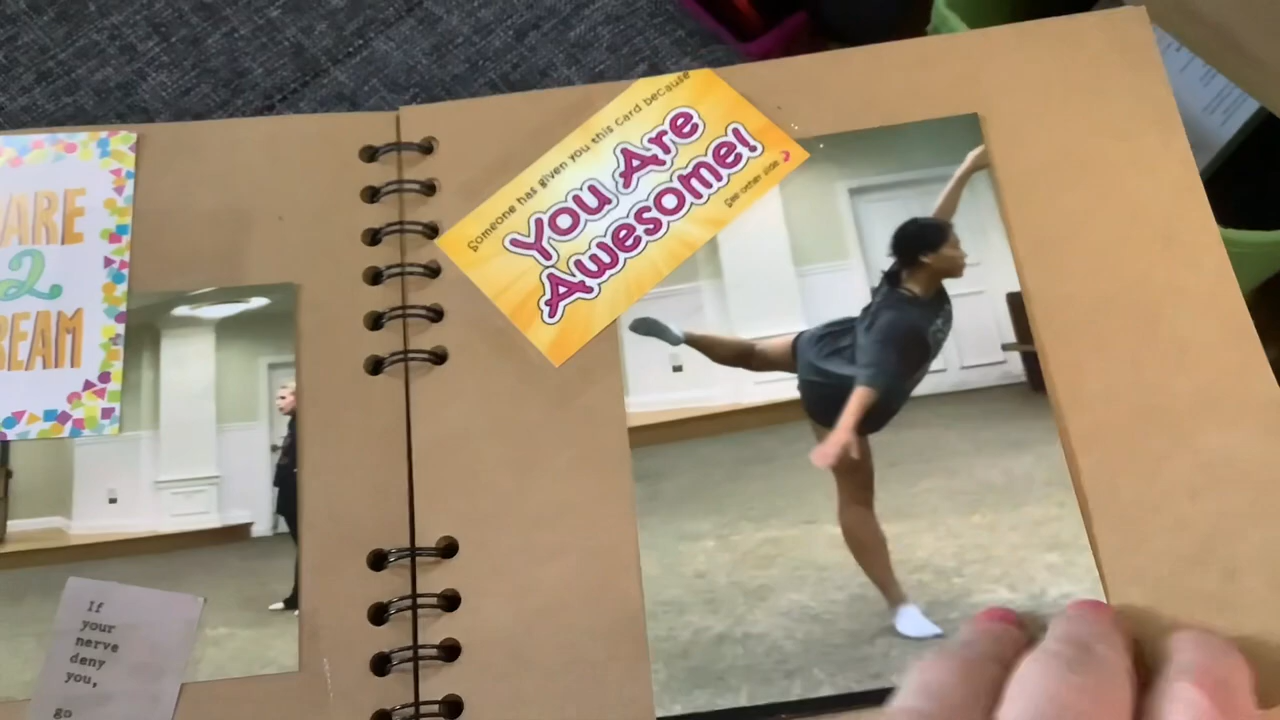 ARE
2
REAM
If
your
nerve
deny
you,
go
Someone has given you this card because
You Are
Awesome!
See other side